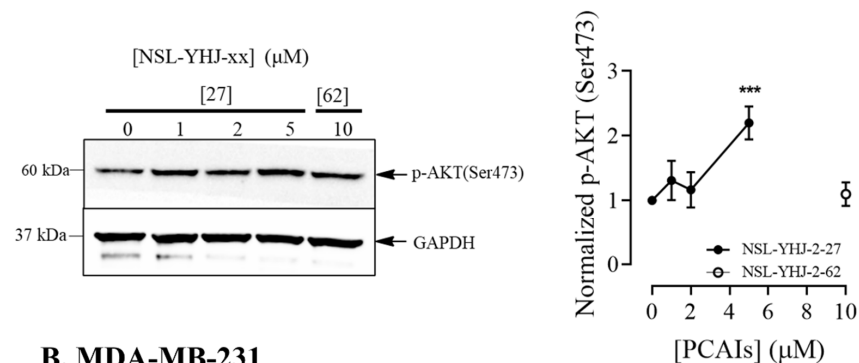 [NSL-YHJ-xx] (µM)
[27] [62]
0 1 2 5 10
60 kDa
p-AKT(Ser473)
37 kDa
GAPDH
Normalized p-AKT (Ser473)
3
2
1
0
***
NSL-YHJ-2-27
NSL-YHJ-2-62
0 2 4 6 8 10
[PCAIs] (µM)
B. MDA-MB-231